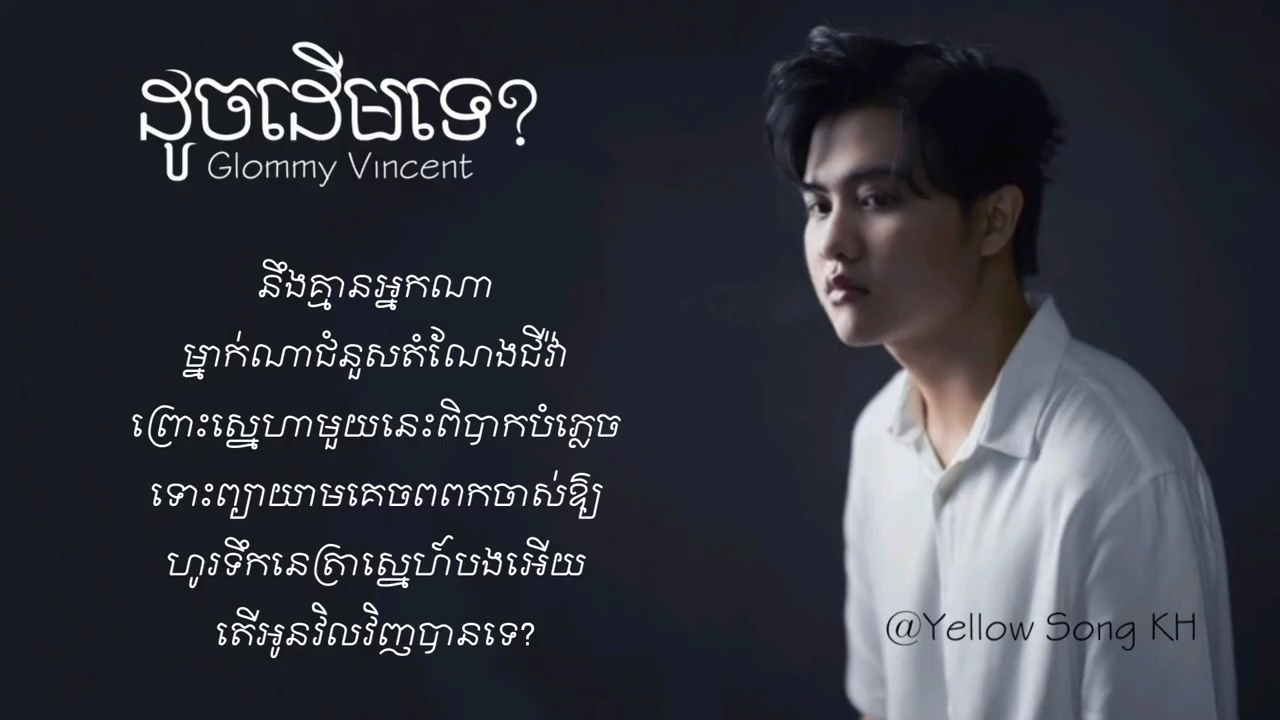 ដូចដើមទេ?
Glommy Vincent
នឹងគ្មានអ្នកណា
ម្នាក់ណាជំនួសតំណែងជីវ៉ា
ព្រោះស្នេហាមួយនេះពិបាកបំភ្លេច
ទោះព្យាយាមគេចពពកចាស់ឱ្យ
ហូរទឹកនេត្រាស្នេហ៍បងអើយ
តើអូនវិលវិញបានទេ?
@Yellow Song KH